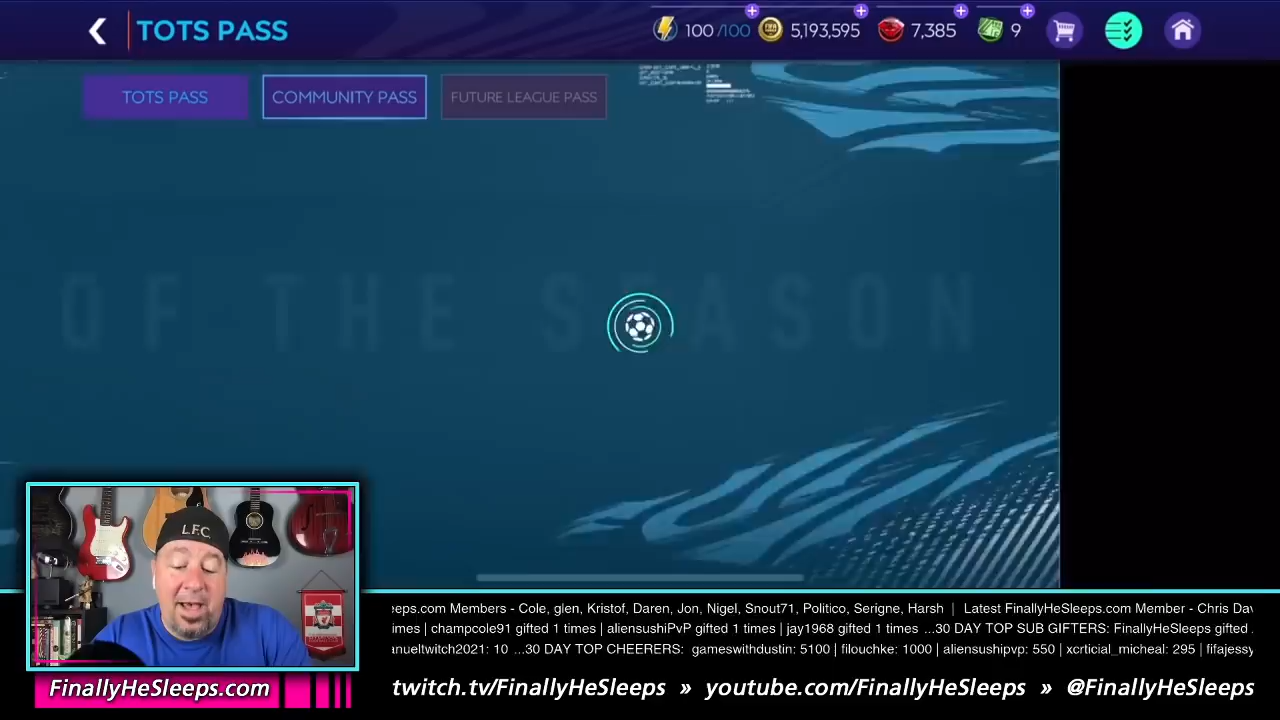 TOTS PASS
100/100
5,193,595
7,385
9
TOTS PASS
COMMUNITY PASS
FUTURE LEAGUE PASS
OF THE SEASON
L.F.C
eeps.com Members - Cole, glen, Kristof, Daren, Jon, Nigel, Snout71, Politico, Serigne, Harsh | Latest FinallyHeSleeps.com Member - Chris Dav
imes | champcole91 gifted 1 times | aliensushiPvP gifted 1 times | jay1968 gifted 1 times ...30 DAY TOP SUB GIFTERS: FinallyHeSleeps gifted
anueltwitch2021: 10 ...30 DAY TOP CHEERERS: gameswithdustin: 5100 | filouchke: 1000 | aliensushipvp: 550 | xcrticial_micheal: 295 | fifajessy
FinallyHeSleeps.com
twitch.tv/FinallyHeSleeps » youtube.com/FinallyHeSleeps » @FinallyHeSleeps